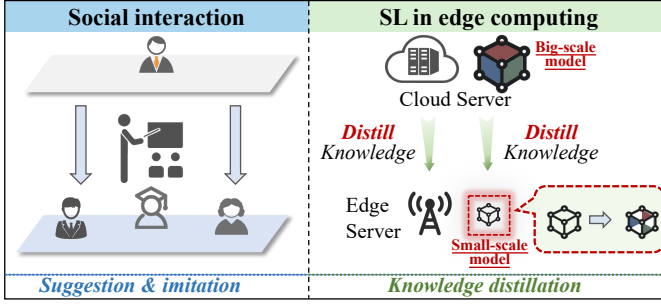 Social interaction
SL in edge computing
Big-scale
model
Cloud Server
Distill
Knowledge
Distill
Knowledge
Edge
Server
Small-scale
model
Suggestion & imitation
Knowledge distillation